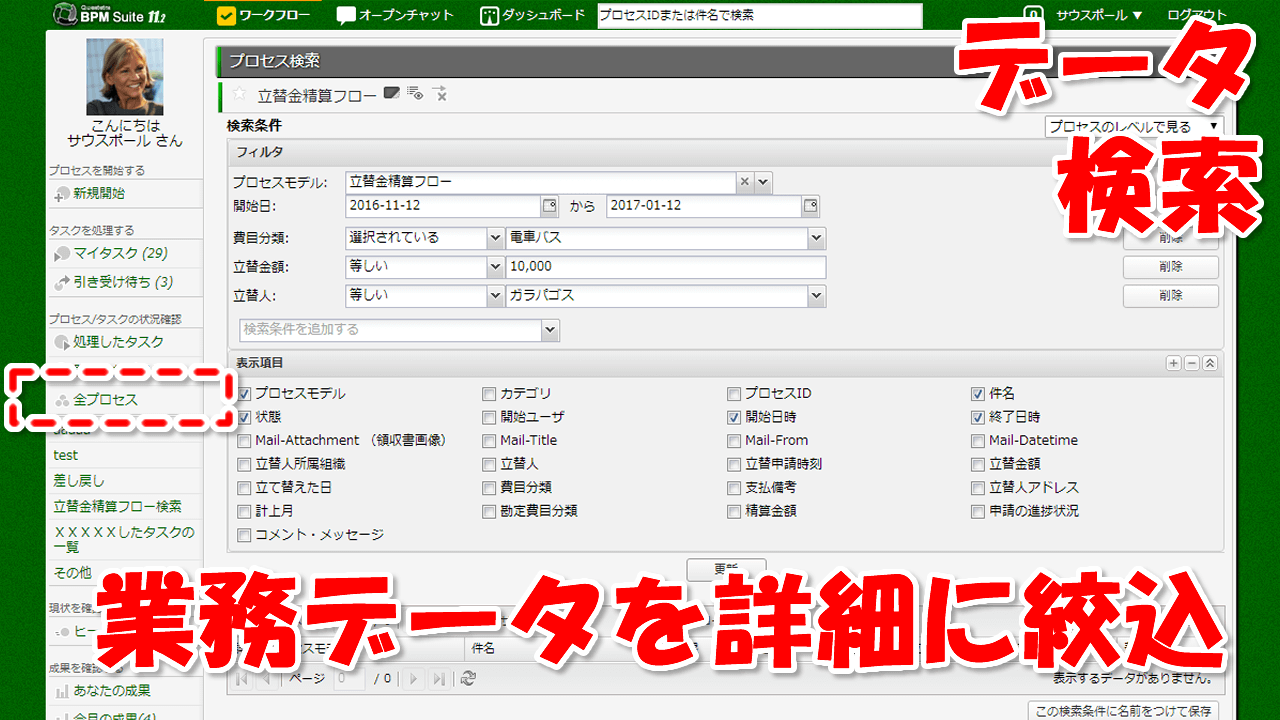 Questetra
BPM Suite 11.2
ワークフロー
オープンチャット
ダッシュボード
プロセスIDまたは件名で検索
サウスポール ▼
ログアウト
データ
検索
こんにちは
サウスポール さん
プロセスを開始する
新規開始
タスクを処理する
マイタスク (29)
引き受け待ち (3)
プロセス/タスクの状況確認
処理したタスク
全プロセス
test
差し戻し
立替金精算フロー検索
XXXXXしたタスクの
一覧
その他
成果を確認する
あなたの成果
今月の成果(4)
プロセス検索
立替金精算フロー
検索条件
プロセスのレベルで見る ▼
フィルタ
プロセスモデル: 立替金精算フロー
開始日: 2016-11-12 から 2017-01-12
費目分類: 選択されている 電車バス 削除
立替金額: 等しい 10,000 削除
立替人: 等しい ガラパゴス 削除
検索条件を追加する
表示項目
プロセスモデル カテゴリ プロセスID 件名
状態 開始ユーザ 開始日時 終了日時
Mail-Attachment （領収書画像） Mail-Title Mail-From Mail-Datetime
立替人所属組織 立替人 立替申請時刻 立替金額
立て替えた日 費目分類 支払備考 立替人アドレス
計上月 勘定費目分類 精算金額 申請の進捗状況
コメント・メッセージ
更新
業務データを詳細に絞込
件名
ページ 0 / 0
表示するデータがありません。
この検索条件に名前をつけて保存